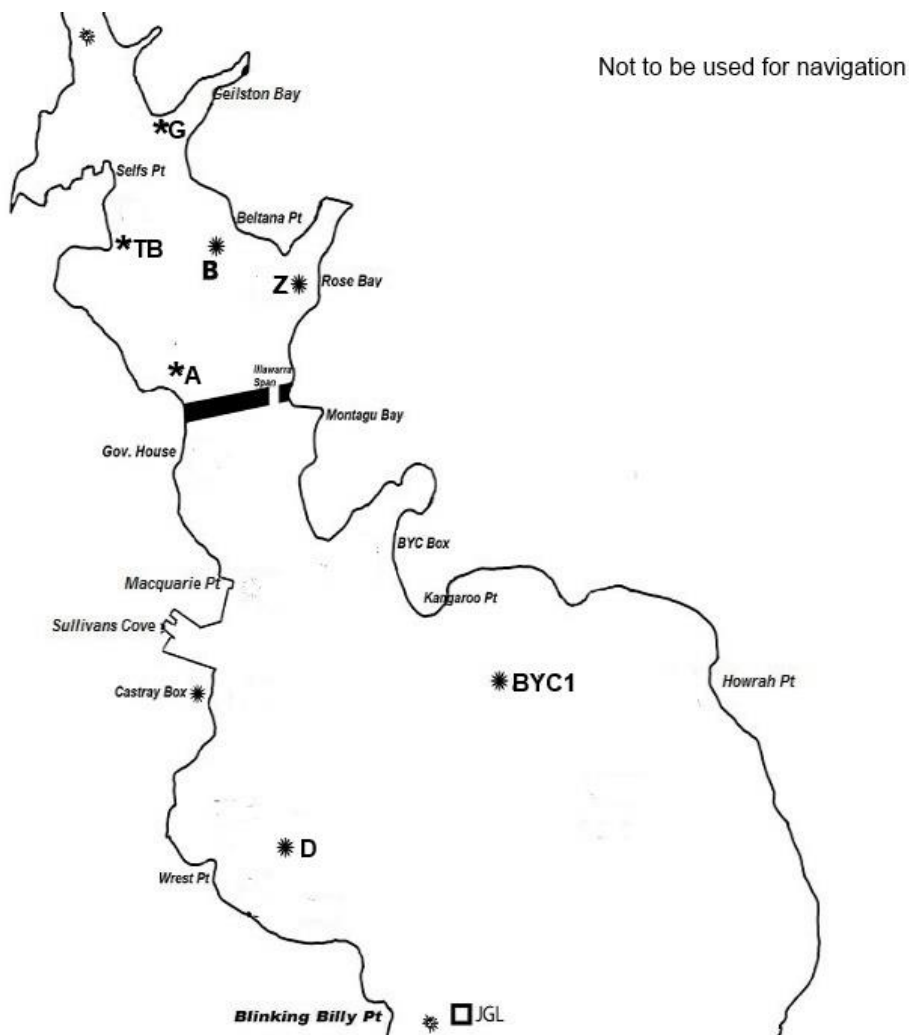 Not to be used for navigation
Geilston Bay
*G
Selfs Pt
Beltana Pt
*TB
B
Z
Rose Bay
*A
Illawarra
Span
Montagu Bay
Gov. House
BYC Box
Macquarie Pt
Kangaroo Pt
Sullivans Cove
BYC1
Howrah Pt
Castray Box
D
Wrest Pt
Blinking Billy Pt
JGL